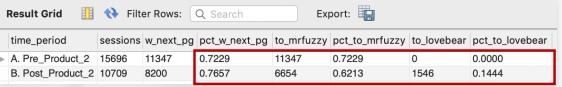 Result Grid Filter Rows: Search Export:
time_period sessions w_next_pg pct_w_next_pg to_mrfuzzy pct_to_mrfuzzy to_lovebear pct_to_lovebear
A. Pre_Product_2 15696 11347 0.7229 11347 0.7229 0 0.0000
B. Post_Product_2 10709 8200 0.7657 6654 0.6213 1546 0.1444